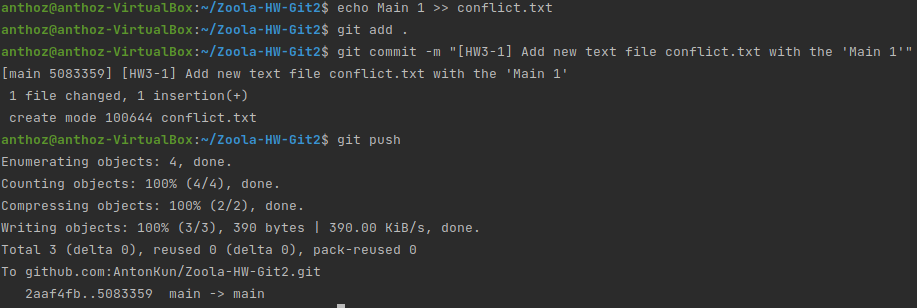 anthoz@anthoz-VirtualBox:~/Zoola-HW-Git2$ echo Main 1 >> conflict.txt
anthoz@anthoz-VirtualBox:~/Zoola-HW-Git2$ git add .
anthoz@anthoz-VirtualBox:~/Zoola-HW-Git2$ git commit -m "[HW3-1] Add new text file conflict.txt with the 'Main 1'"
[main 5083359] [HW3-1] Add new text file conflict.txt with the 'Main 1'
 1 file changed, 1 insertion(+)
 create mode 100644 conflict.txt
anthoz@anthoz-VirtualBox:~/Zoola-HW-Git2$ git push
Enumerating objects: 4, done.
Counting objects: 100% (4/4), done.
Compressing objects: 100% (2/2), done.
Writing objects: 100% (3/3), 390 bytes | 390.00 KiB/s, done.
Total 3 (delta 0), reused 0 (delta 0), pack-reused 0
To github.com:AntonKun/Zoola-HW-Git2.git
   2aaf4fb..5083359  main -> main